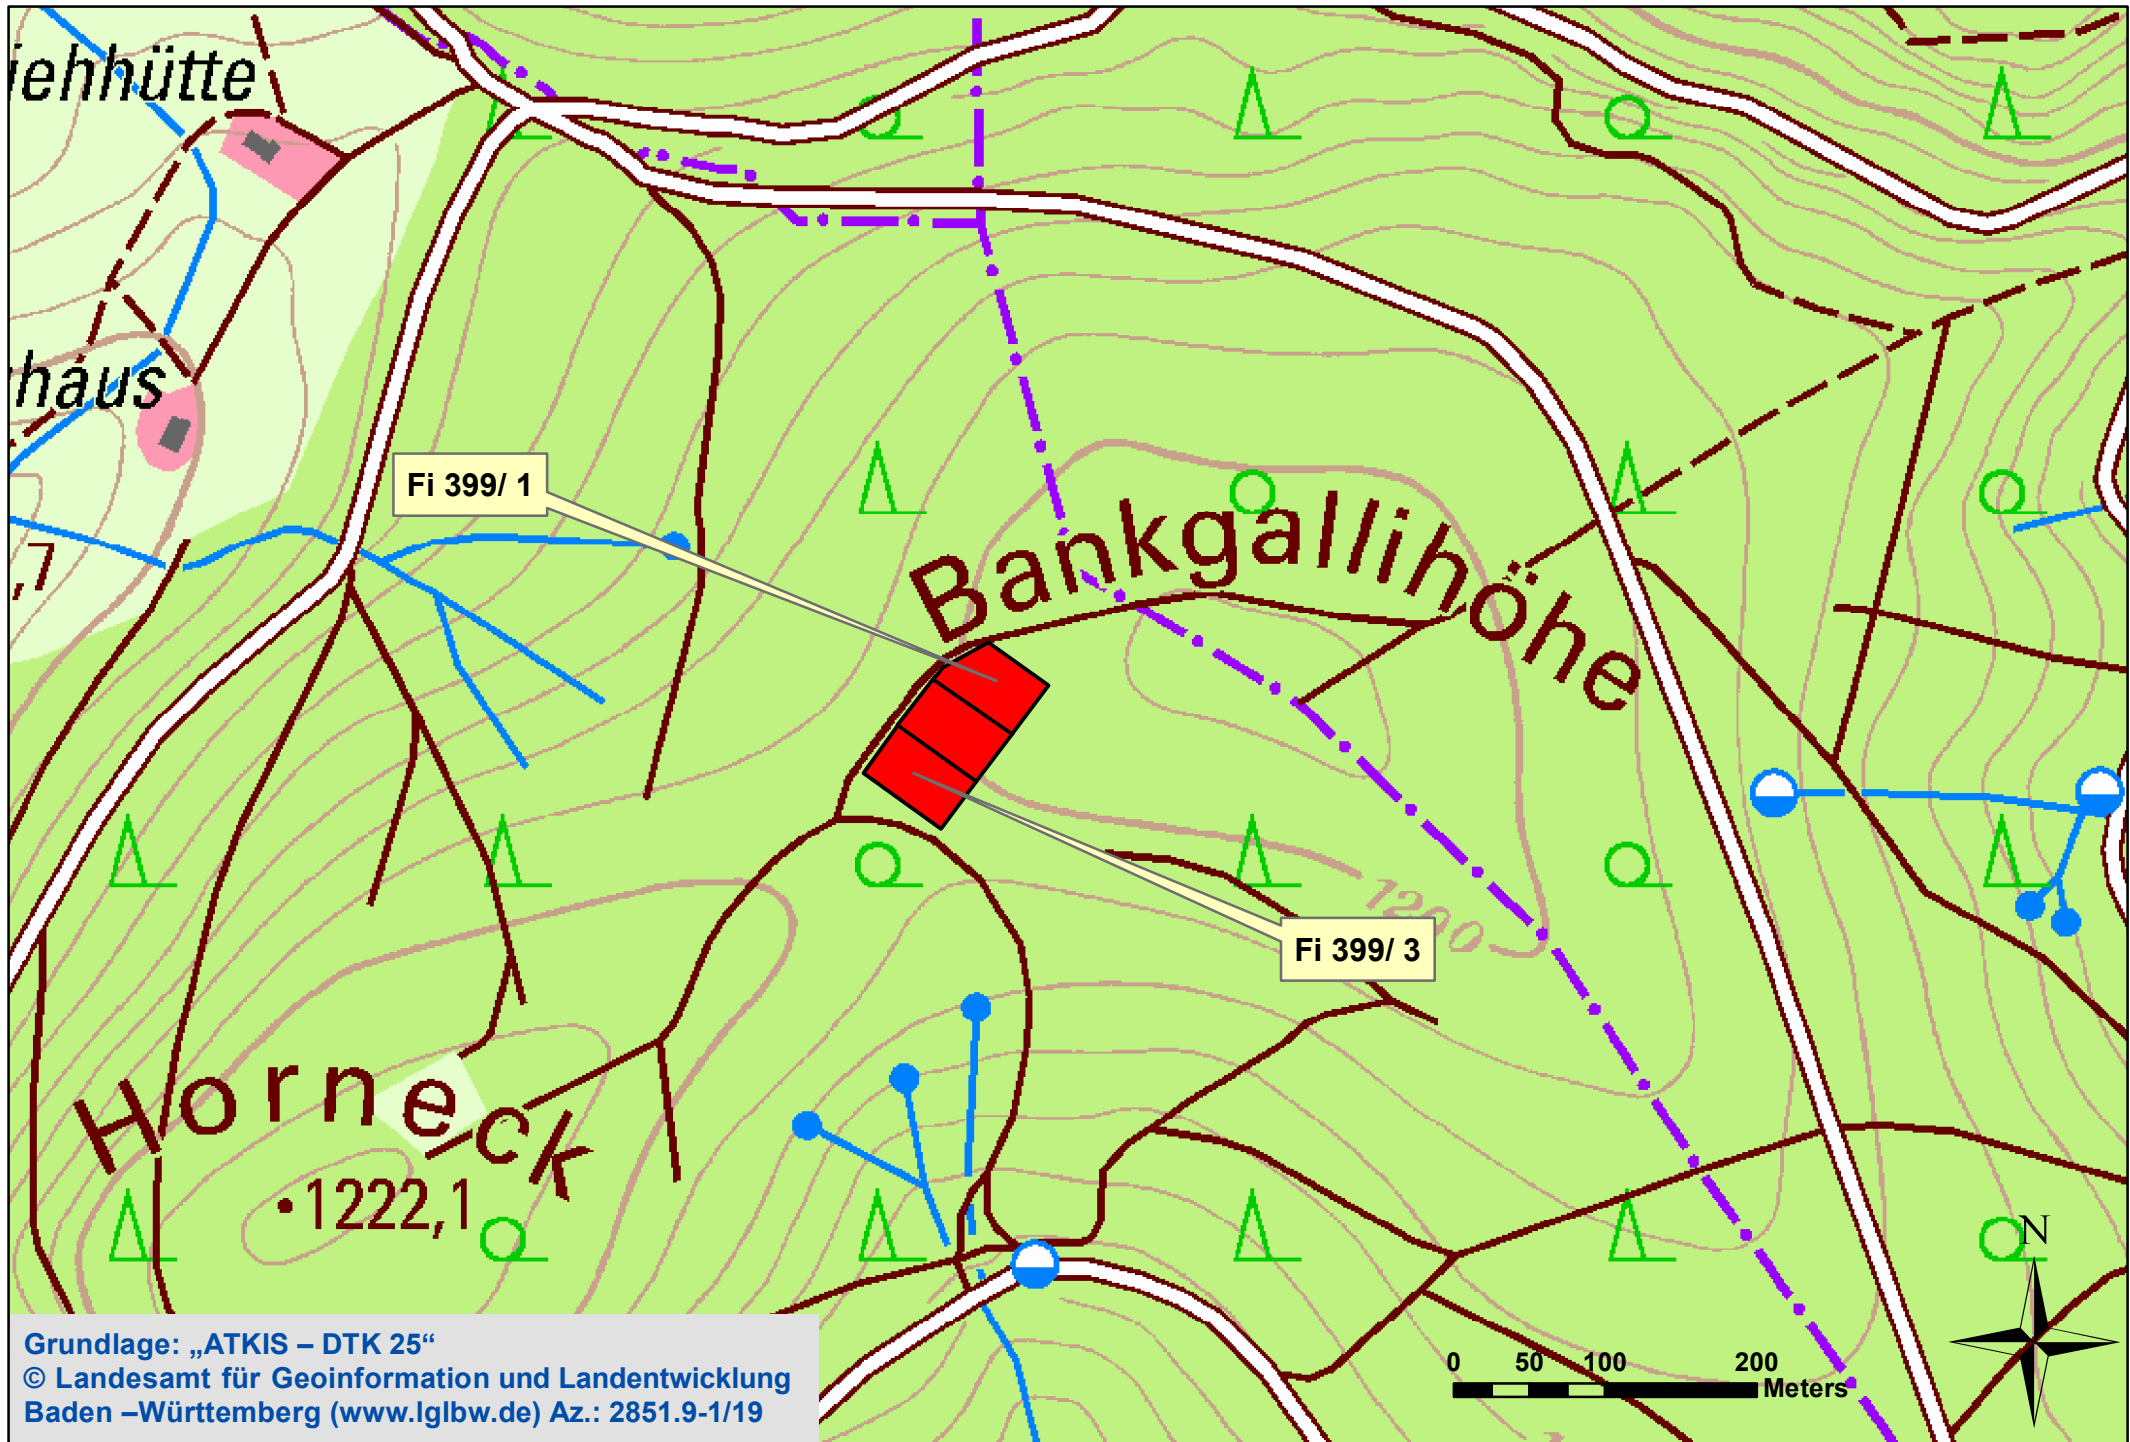 iehhütte
haus
,7
Fi 399/ 1
Bankgallihöhe
1200
Fi 399/ 3
Horneck
1222,1
N
0 50 100 200
Meters
Grundlage: „ATKIS – DTK 25“
© Landesamt für Geoinformation und Landentwicklung
Baden –Württemberg (www.lglbw.de) Az.: 2851.9-1/19